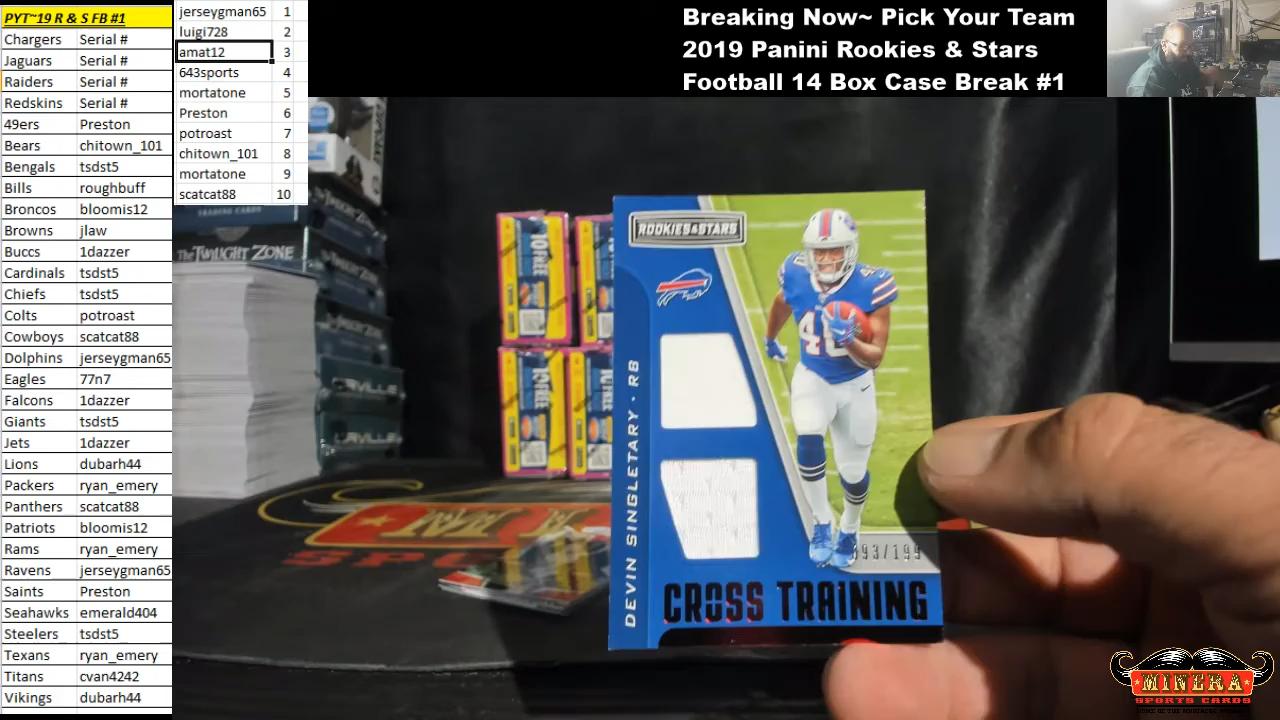 PYT~19 R & S FB #1
Chargers Serial #
Jaguars Serial #
Raiders Serial #
Redskins Serial #
49ers Preston
Bears chitown_101
Bengals tsdst5
Bills roughbuff
Broncos bloomis12
Browns jlaw
Buccs 1dazzer
Cardinals tsdst5
Chiefs tsdst5
Colts potroast
Cowboys scatcat88
Dolphins jerseygman65
Eagles 77n7
Falcons 1dazzer
Giants tsdst5
Jets 1dazzer
Lions dubarh44
Packers ryan_emery
Panthers scatcat88
Patriots bloomis12
Rams ryan_emery
Ravens jerseygman65
Saints Preston
Seahawks emerald404
Steelers tsdst5
Texans ryan_emery
Titans cvan4242
Vikings dubarh44
jerseygman65 1
luigi728 2
amat12 3
643sports 4
mortatone 5
Preston 6
potroast 7
chitown_101 8
mortatone 9
scatcat88 10
Breaking Now~ Pick Your Team
2019 Panini Rookies & Stars
Football 14 Box Case Break #1
TRADING CARDS
THE TWILIGHT ZONE
ROOKIES & STARS
DEVIN SINGLETARY · RB
093/199
CROSS TRAINING
MINERA
SPORTS CARDS